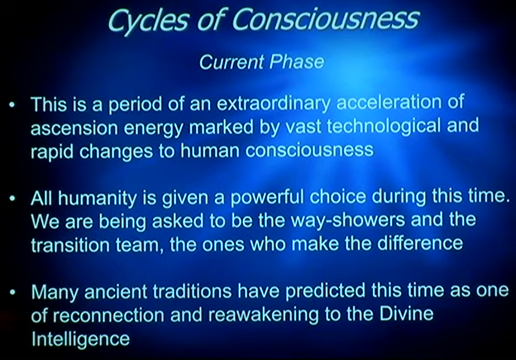 Cycles of Consciousness
Current Phase
• This is a period of an extraordinary acceleration of
ascension energy marked by vast technological and
rapid changes to human consciousness
• All humanity is given a powerful choice during this time.
We are being asked to be the way-showers and the
transition team, the ones who make the difference
• Many ancient traditions have predicted this time as one
of reconnection and reawakening to the Divine
Intelligence